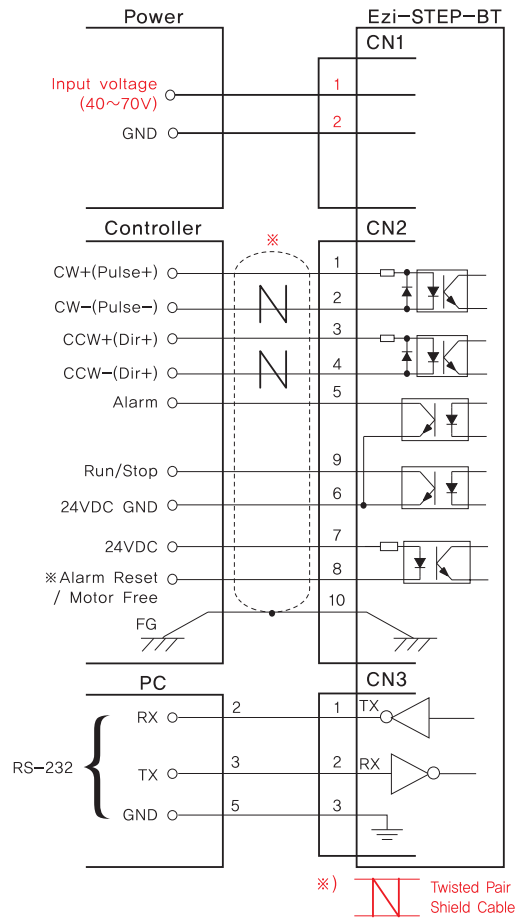 Power
Ezi-STEP-BT
CN1
Input voltage
(40~70V)
1
GND
2
Controller
※
CN2
CW+(Pulse+)
1
CW-(Pulse-)
2
CCW+(Dir+)
3
CCW-(Dir+)
4
Alarm
5
Run/Stop
9
24VDC GND
6
24VDC
7
※Alarm Reset
/ Motor Free
8
FG
10
PC
CN3
RS-232
RX
2
1
TX
TX
3
2
RX
GND
5
3
※)
Twisted Pair
Shield Cable